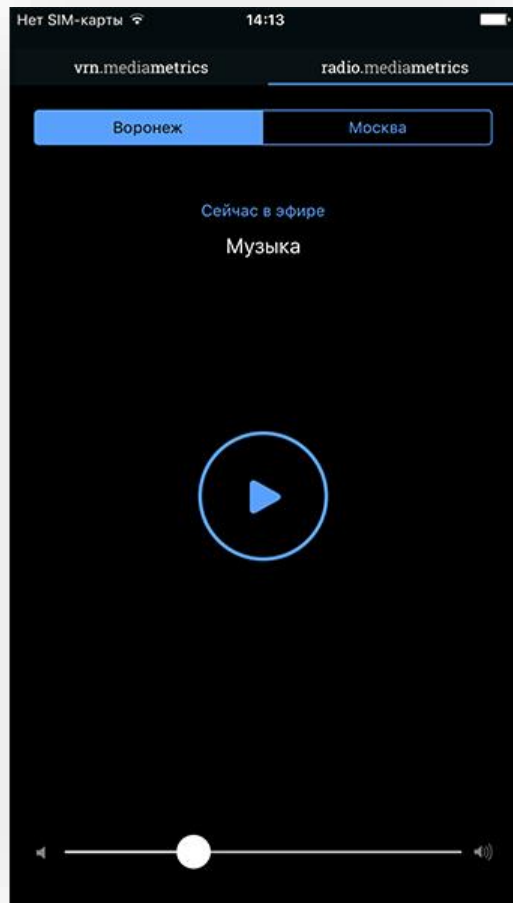 Нет SIM-карты 14:13
vrn.mediametrics radio.mediametrics
Воронеж Москва
Сейчас в эфире
Музыка